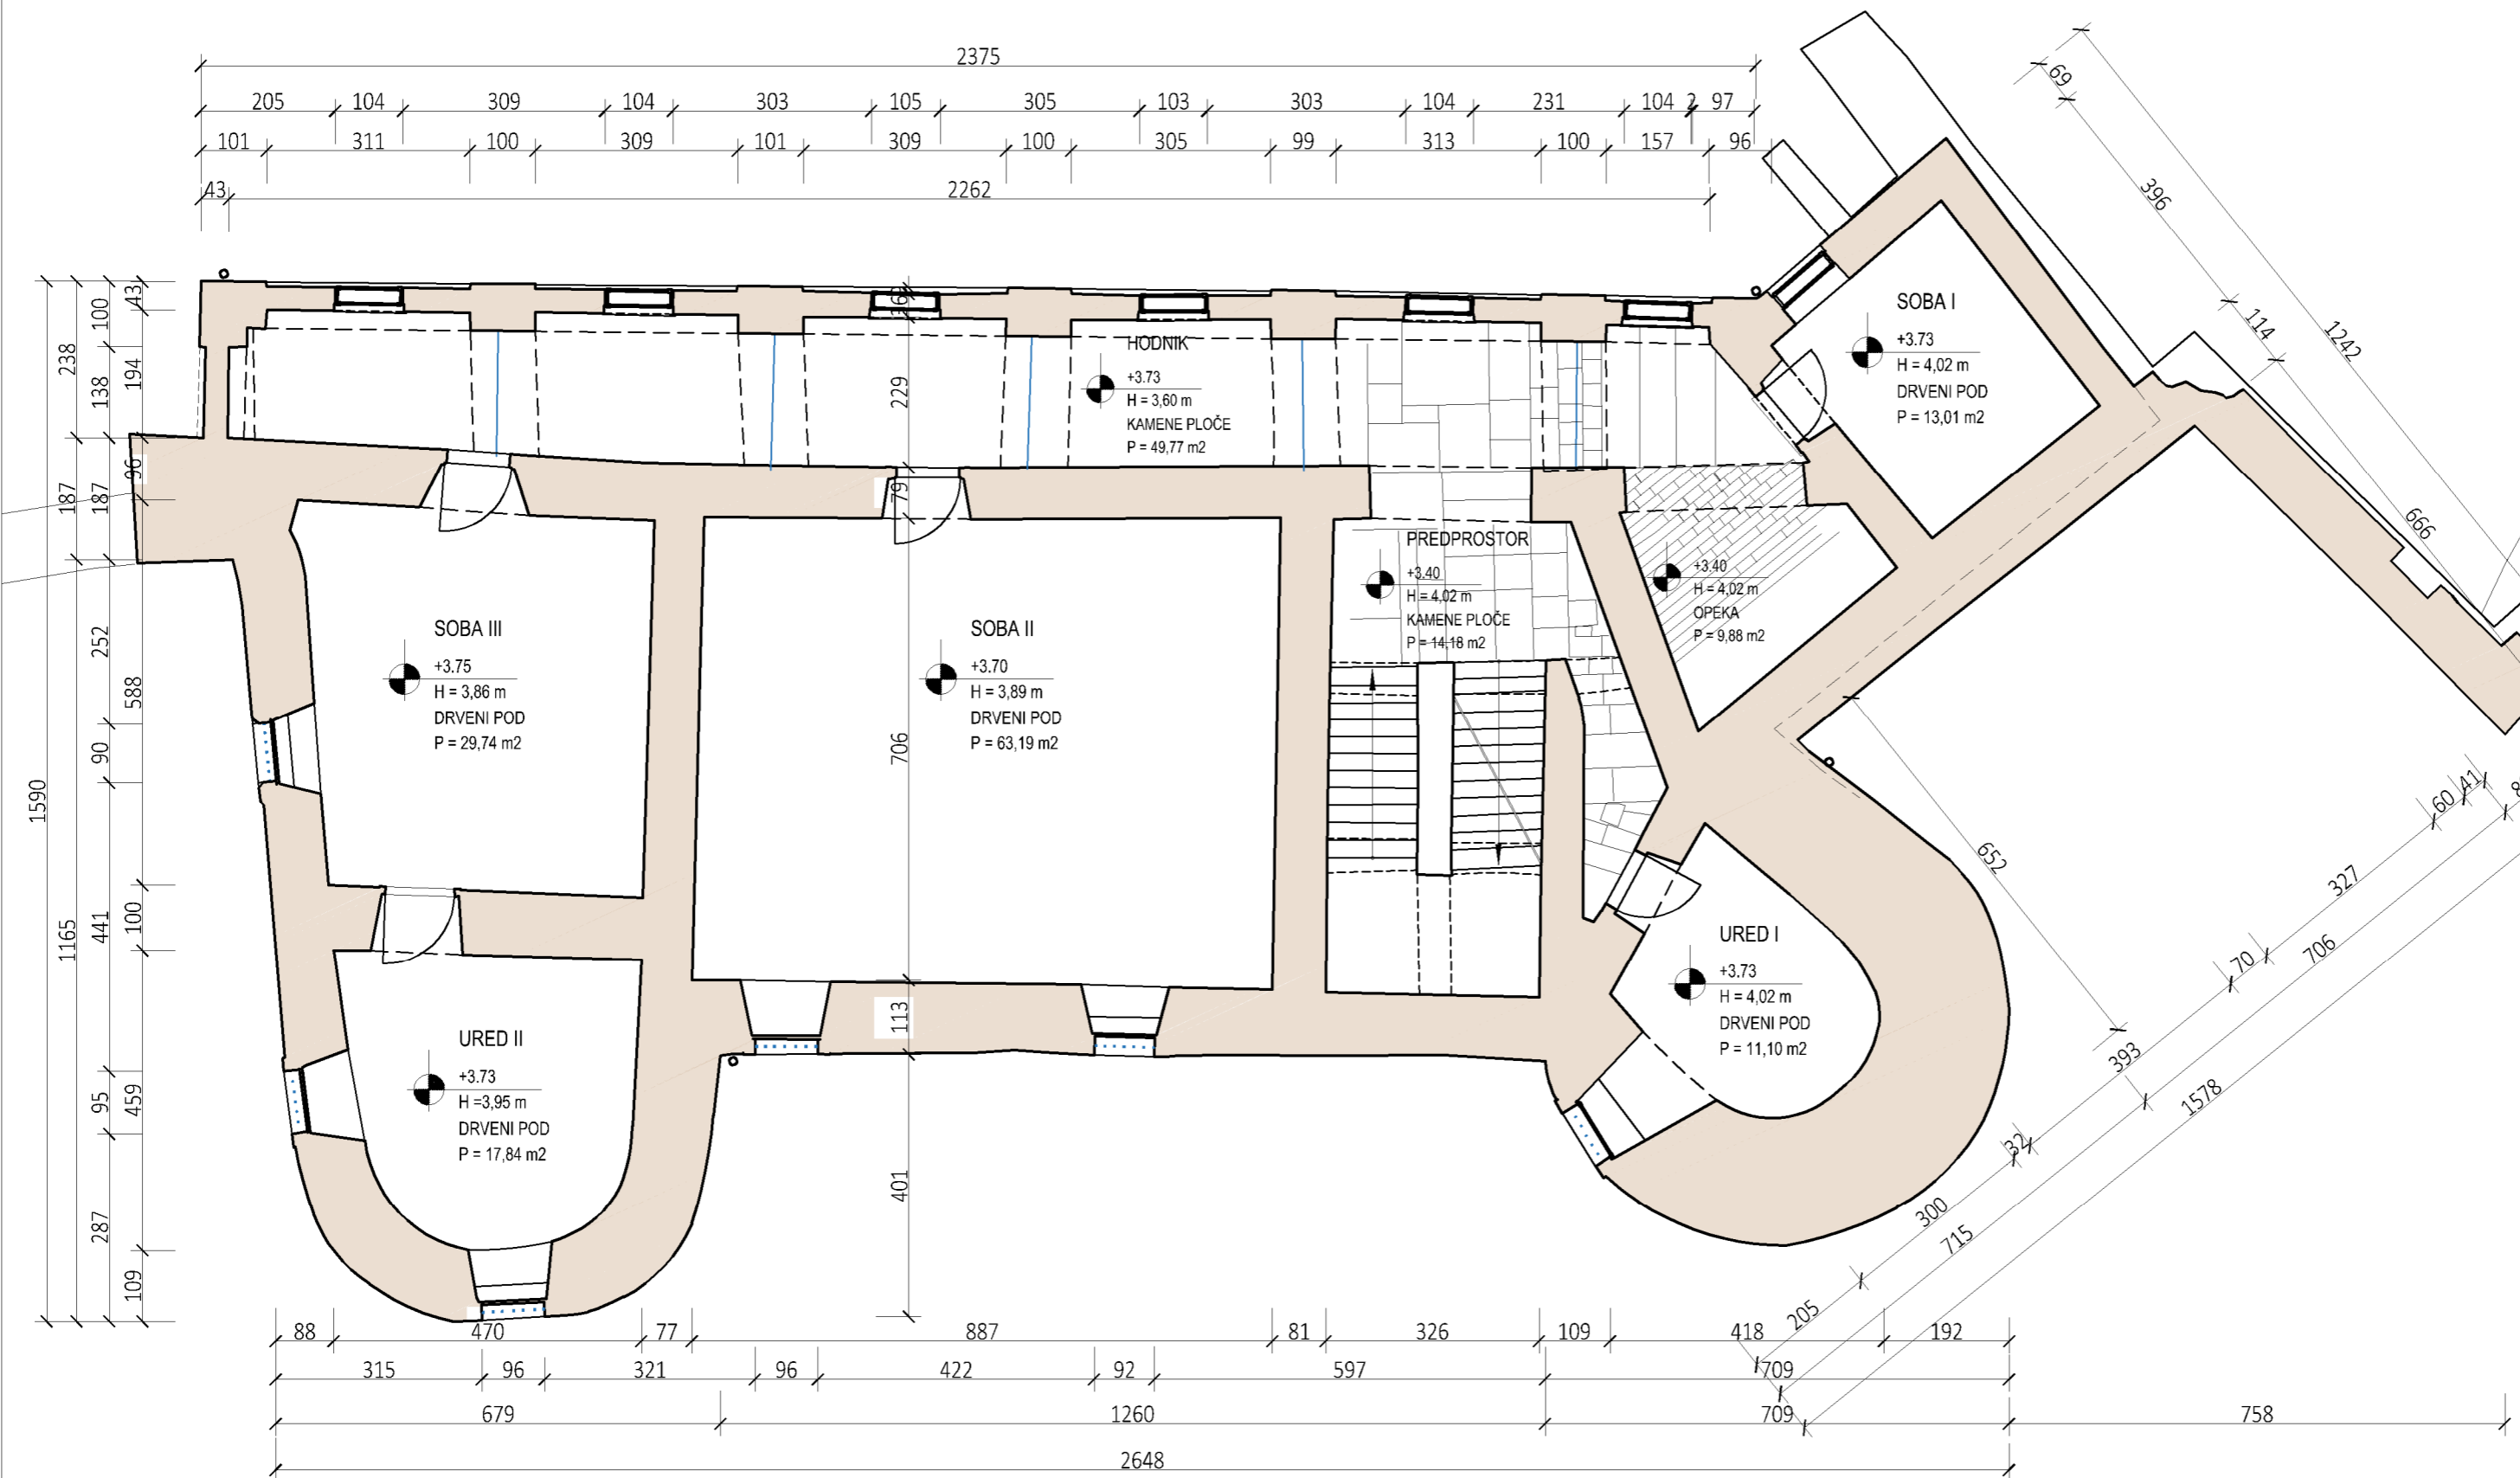 2375
205 104 309 104 303 105 305 103 303 104 231 104 2 97
101 311 100 309 101 309 100 305 99 313 100 157 96
43 2262
69
396
114
1242
666
SOBA I
+3.73
H = 4,02 m
DRVENI POD
P = 13,01 m2
HODNIK
+3.73
H = 3,60 m
KAMENE PLOČE
P = 49,77 m2
PREDPROSTOR
+3.40
H = 4,02 m
KAMENE PLOČE
P = 14,18 m2
+3.40
H = 4,02 m
OPEKA
P = 9,88 m2
SOBA III
+3.75
H = 3,86 m
DRVENI POD
P = 29,74 m2
SOBA II
+3.70
H = 3,89 m
DRVENI POD
P = 63,19 m2
URED I
+3.73
H = 4,02 m
DRVENI POD
P = 11,10 m2
URED II
+3.73
H =3,95 m
DRVENI POD
P = 17,84 m2
1590
238 187 1165
100 138 187 252 90 441 95 287
43 194 96 588 100 459 109
229 79 706 113 401
652
60 41
327
70
706
393
1578
32
300
715
205
88 470 77 887 81 326 109 418 192
315 96 321 96 422 92 597 709
679 1260 709 758
2648